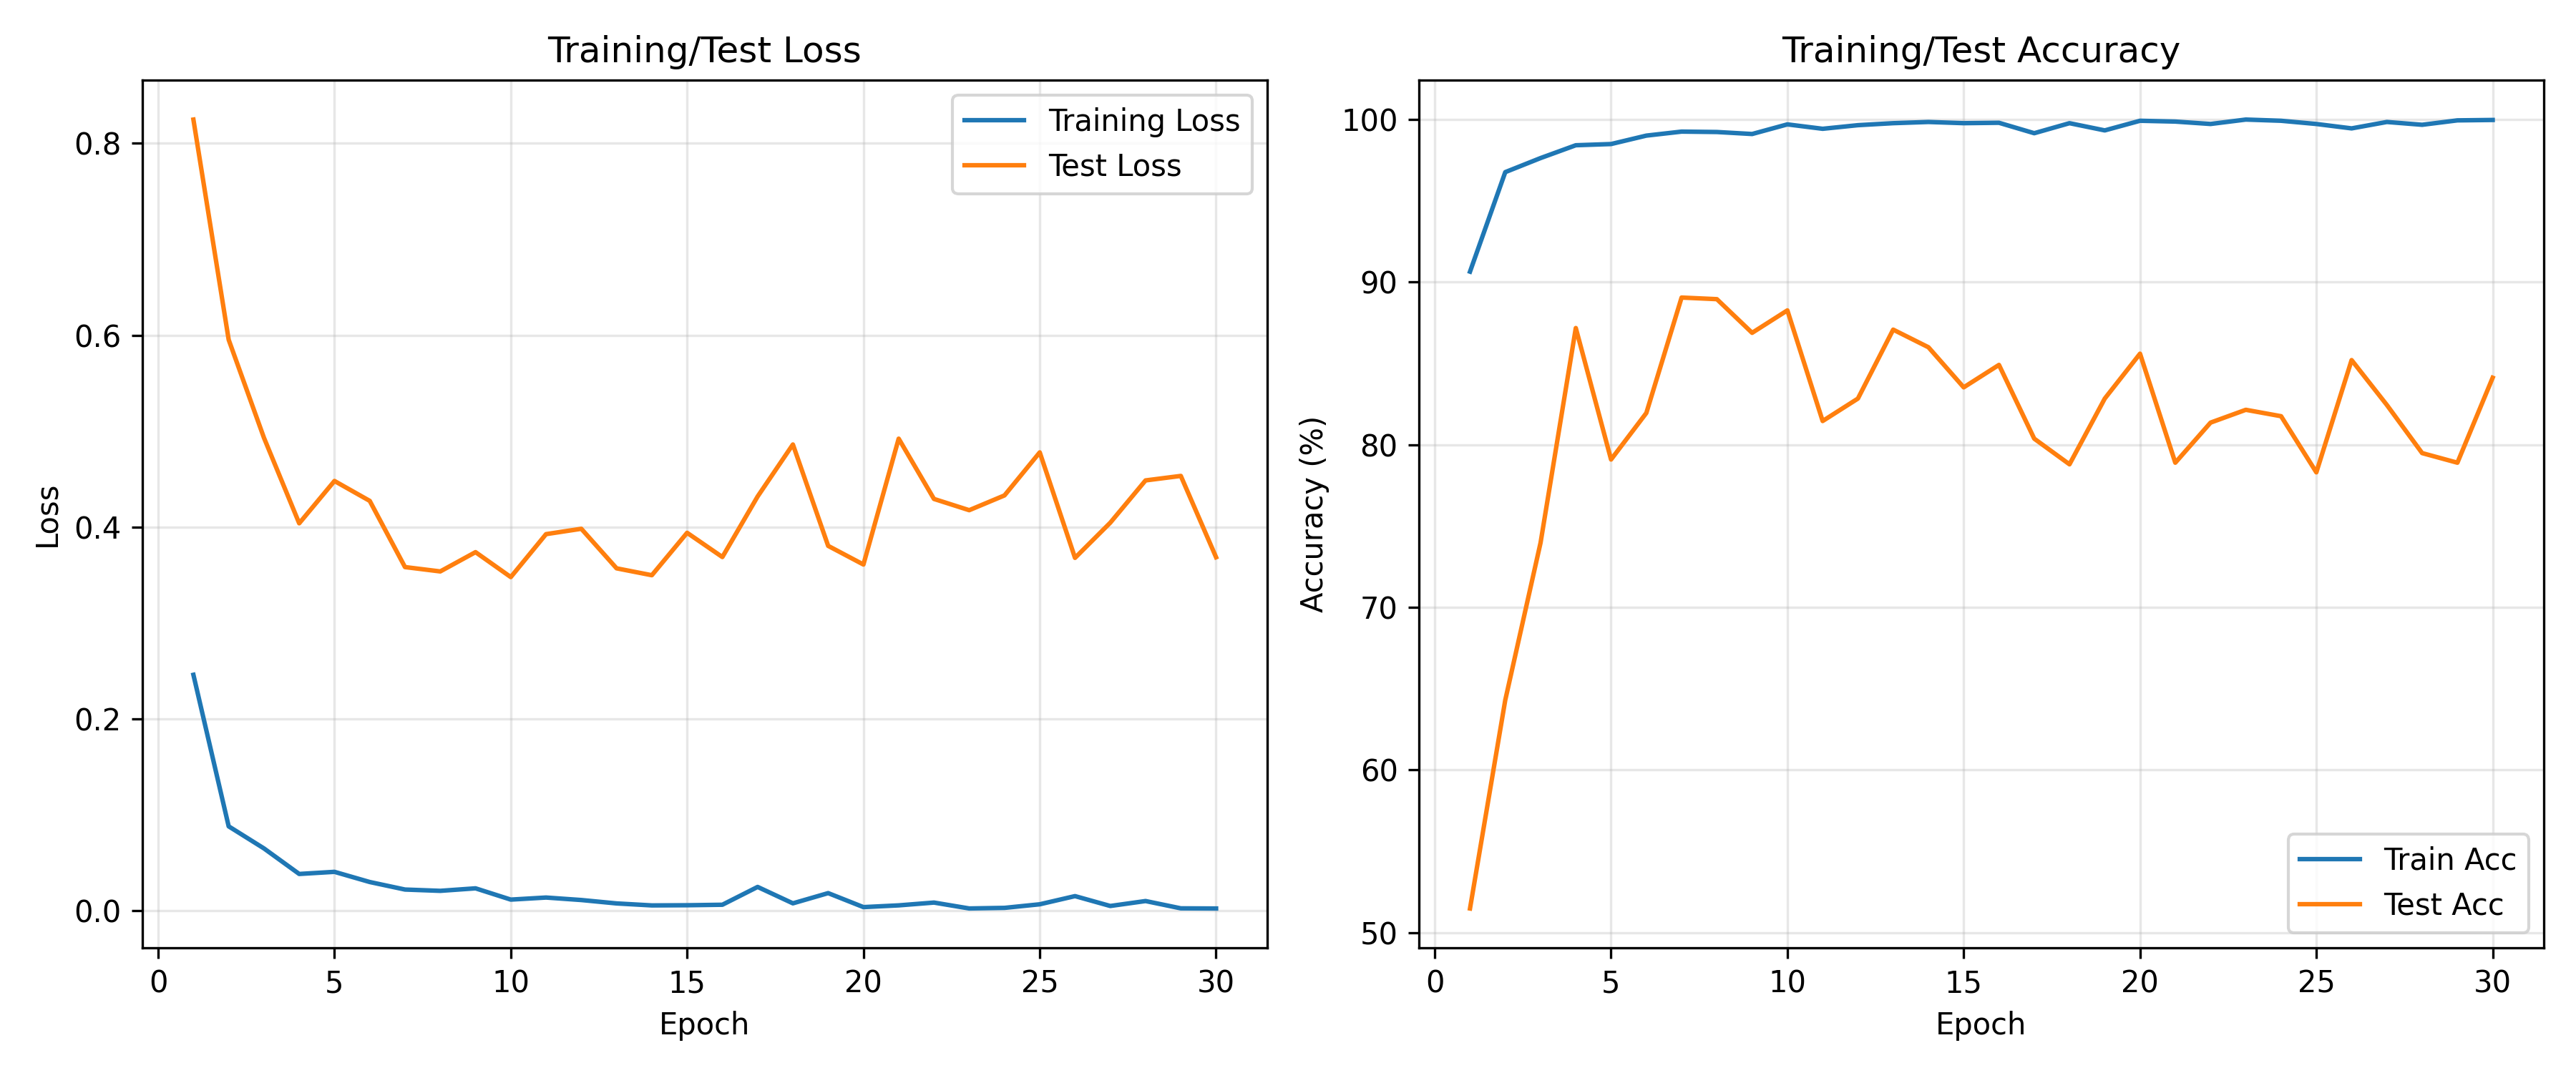 Training/Test Loss
Training Loss
Test Loss
0.8
0.6
0.4
0.2
0.0
Loss
0 5 10 15 20 25 30
Epoch
Training/Test Accuracy
100
90
80
70
60
50
Accuracy (%)
Train Acc
Test Acc
0 5 10 15 20 25 30
Epoch